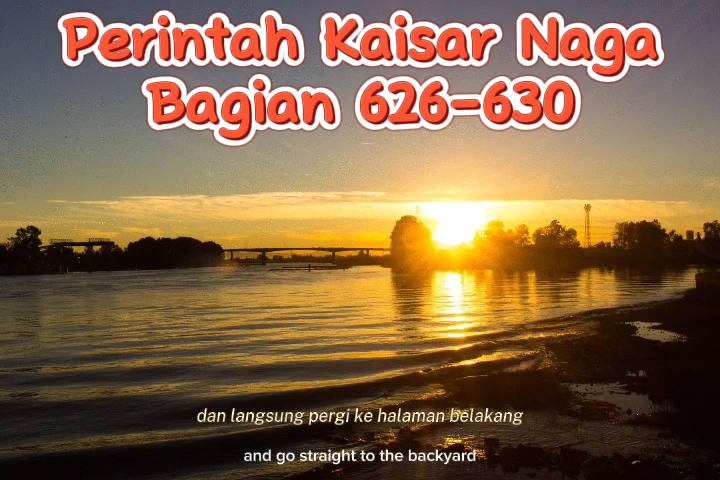 Perintah Kaisar Naga
Bagian 626-630
dan langsung pergi ke halaman belakang
and go straight to the backyard